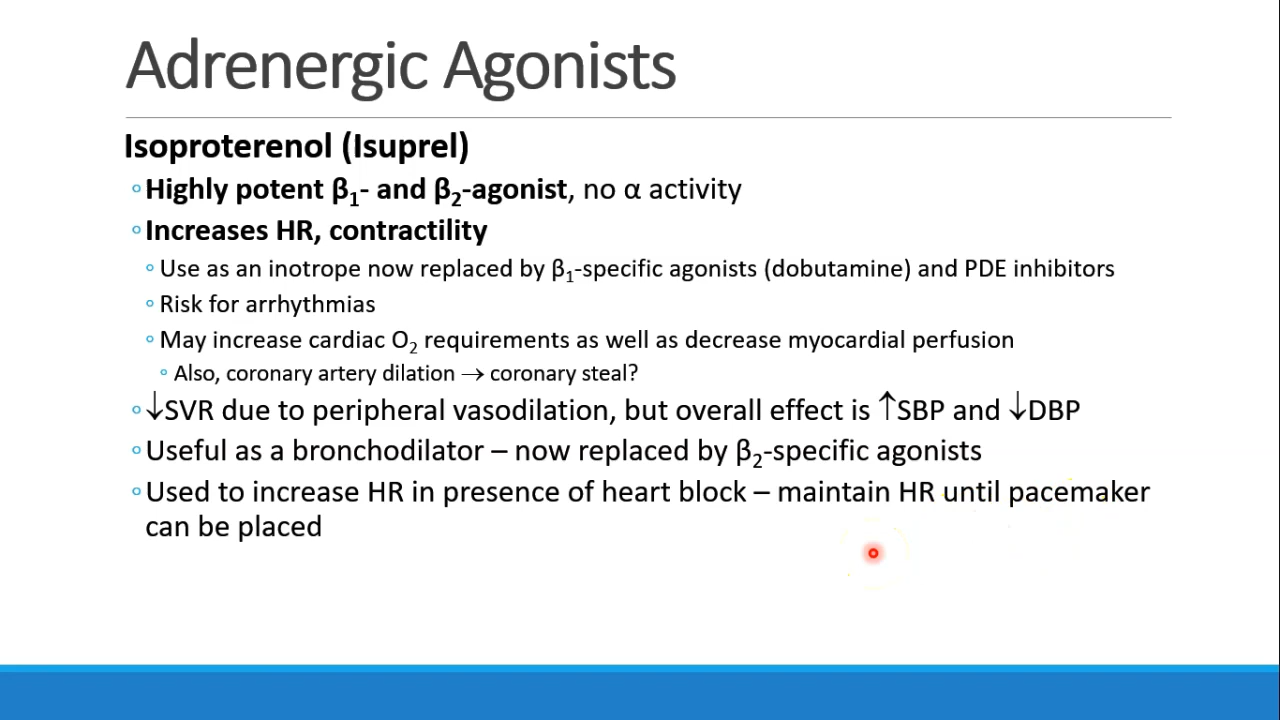 Adrenergic Agonists
Isoproterenol (Isuprel)
◦Highly potent β₁- and β₂-agonist, no α activity
◦Increases HR, contractility
◦Use as an inotrope now replaced by β₁-specific agonists (dobutamine) and PDE inhibitors
◦Risk for arrhythmias
◦May increase cardiac O₂ requirements as well as decrease myocardial perfusion
◦Also, coronary artery dilation → coronary steal?
◦↓SVR due to peripheral vasodilation, but overall effect is ↑SBP and ↓DBP
◦Useful as a bronchodilator – now replaced by β₂-specific agonists
◦Used to increase HR in presence of heart block – maintain HR until pacemaker
can be placed